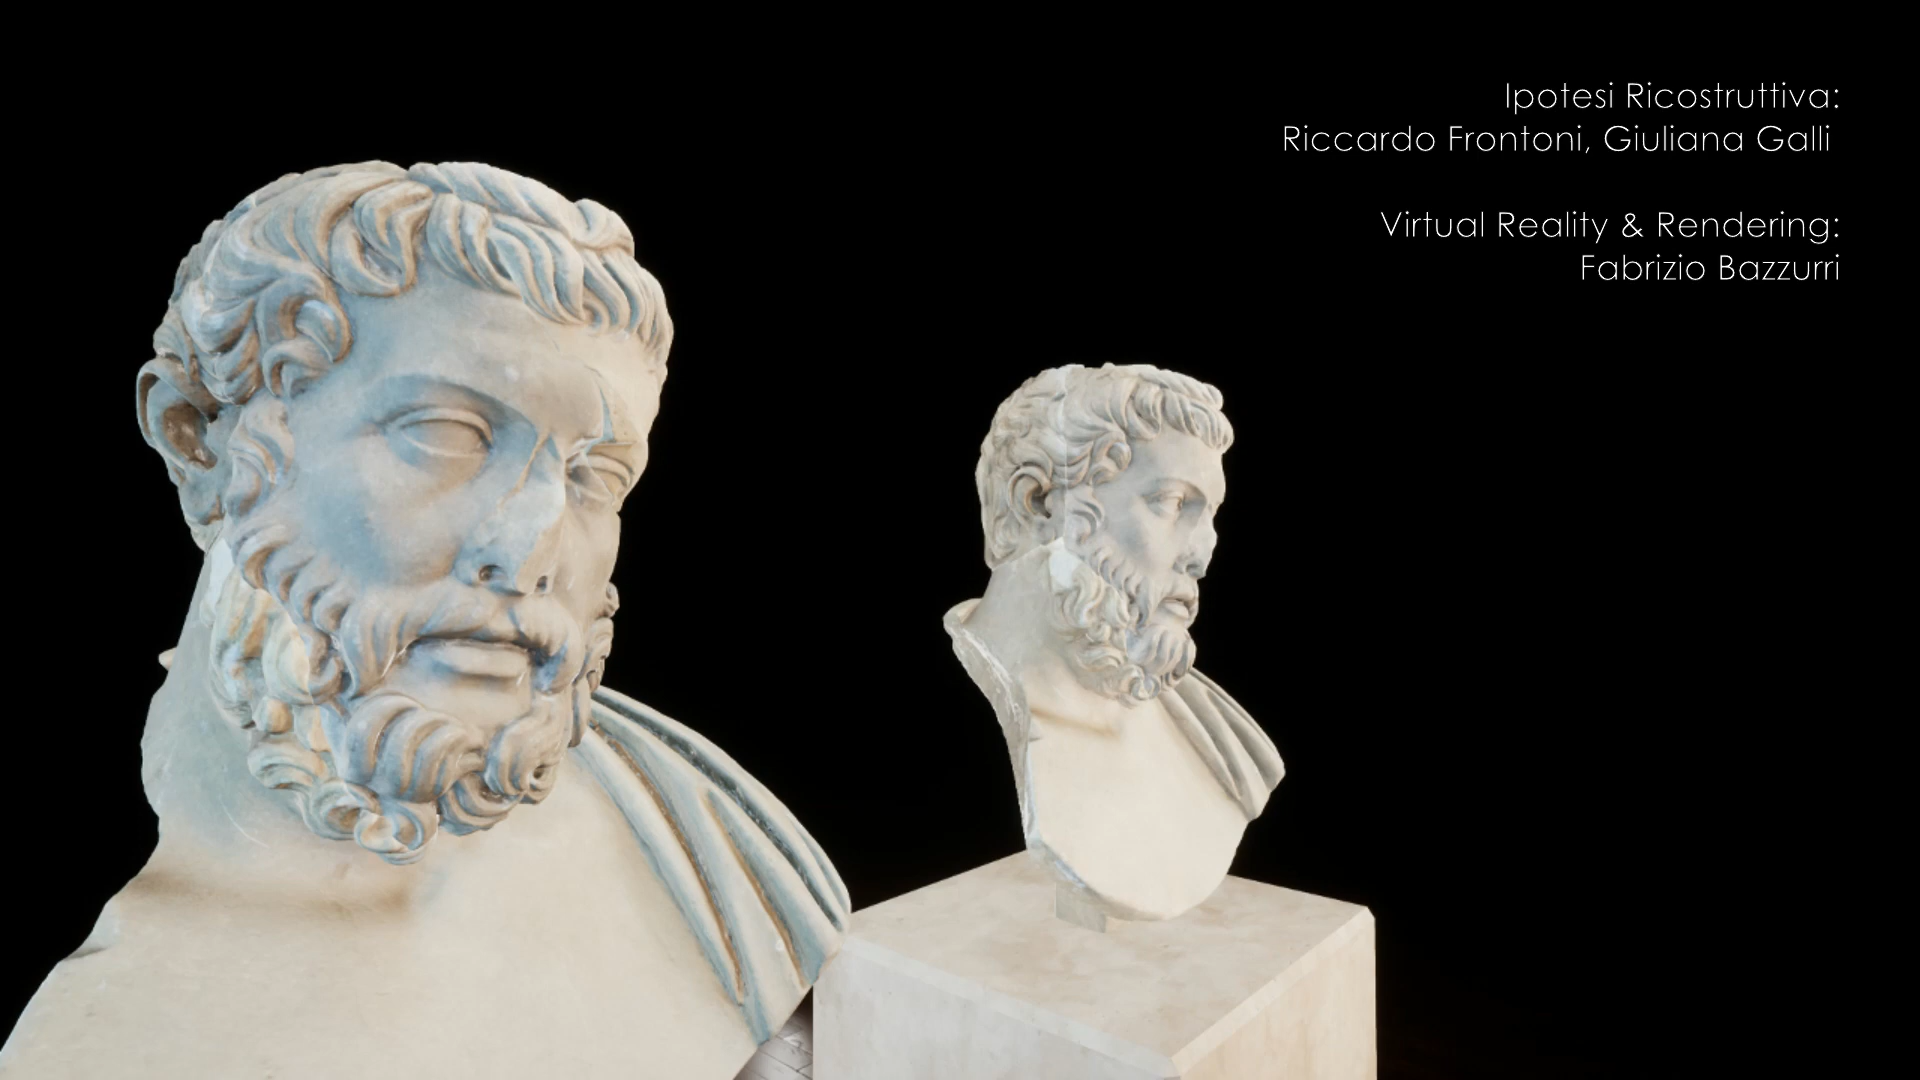 Ipotesi Ricostruttiva:
Riccardo Frontoni, Giuliana Galli
Virtual Reality & Rendering:
Fabrizio Bazzurri